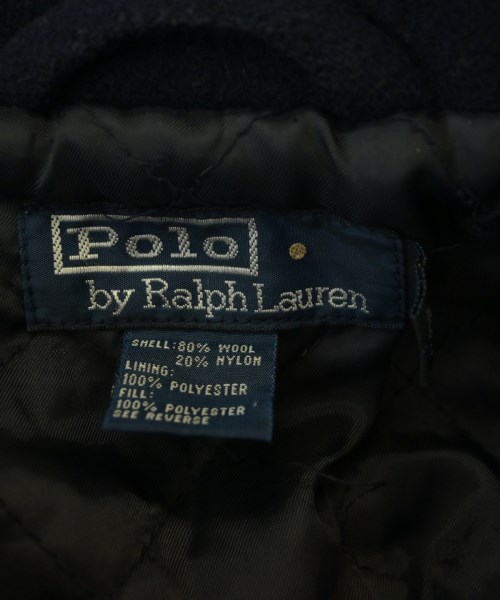 Polo
by Ralph Lauren
SHELL: 80% WOOL
20% NYLON
LINING:
100% POLYESTER
FILL:
100% POLYESTER
SEE REVERSE